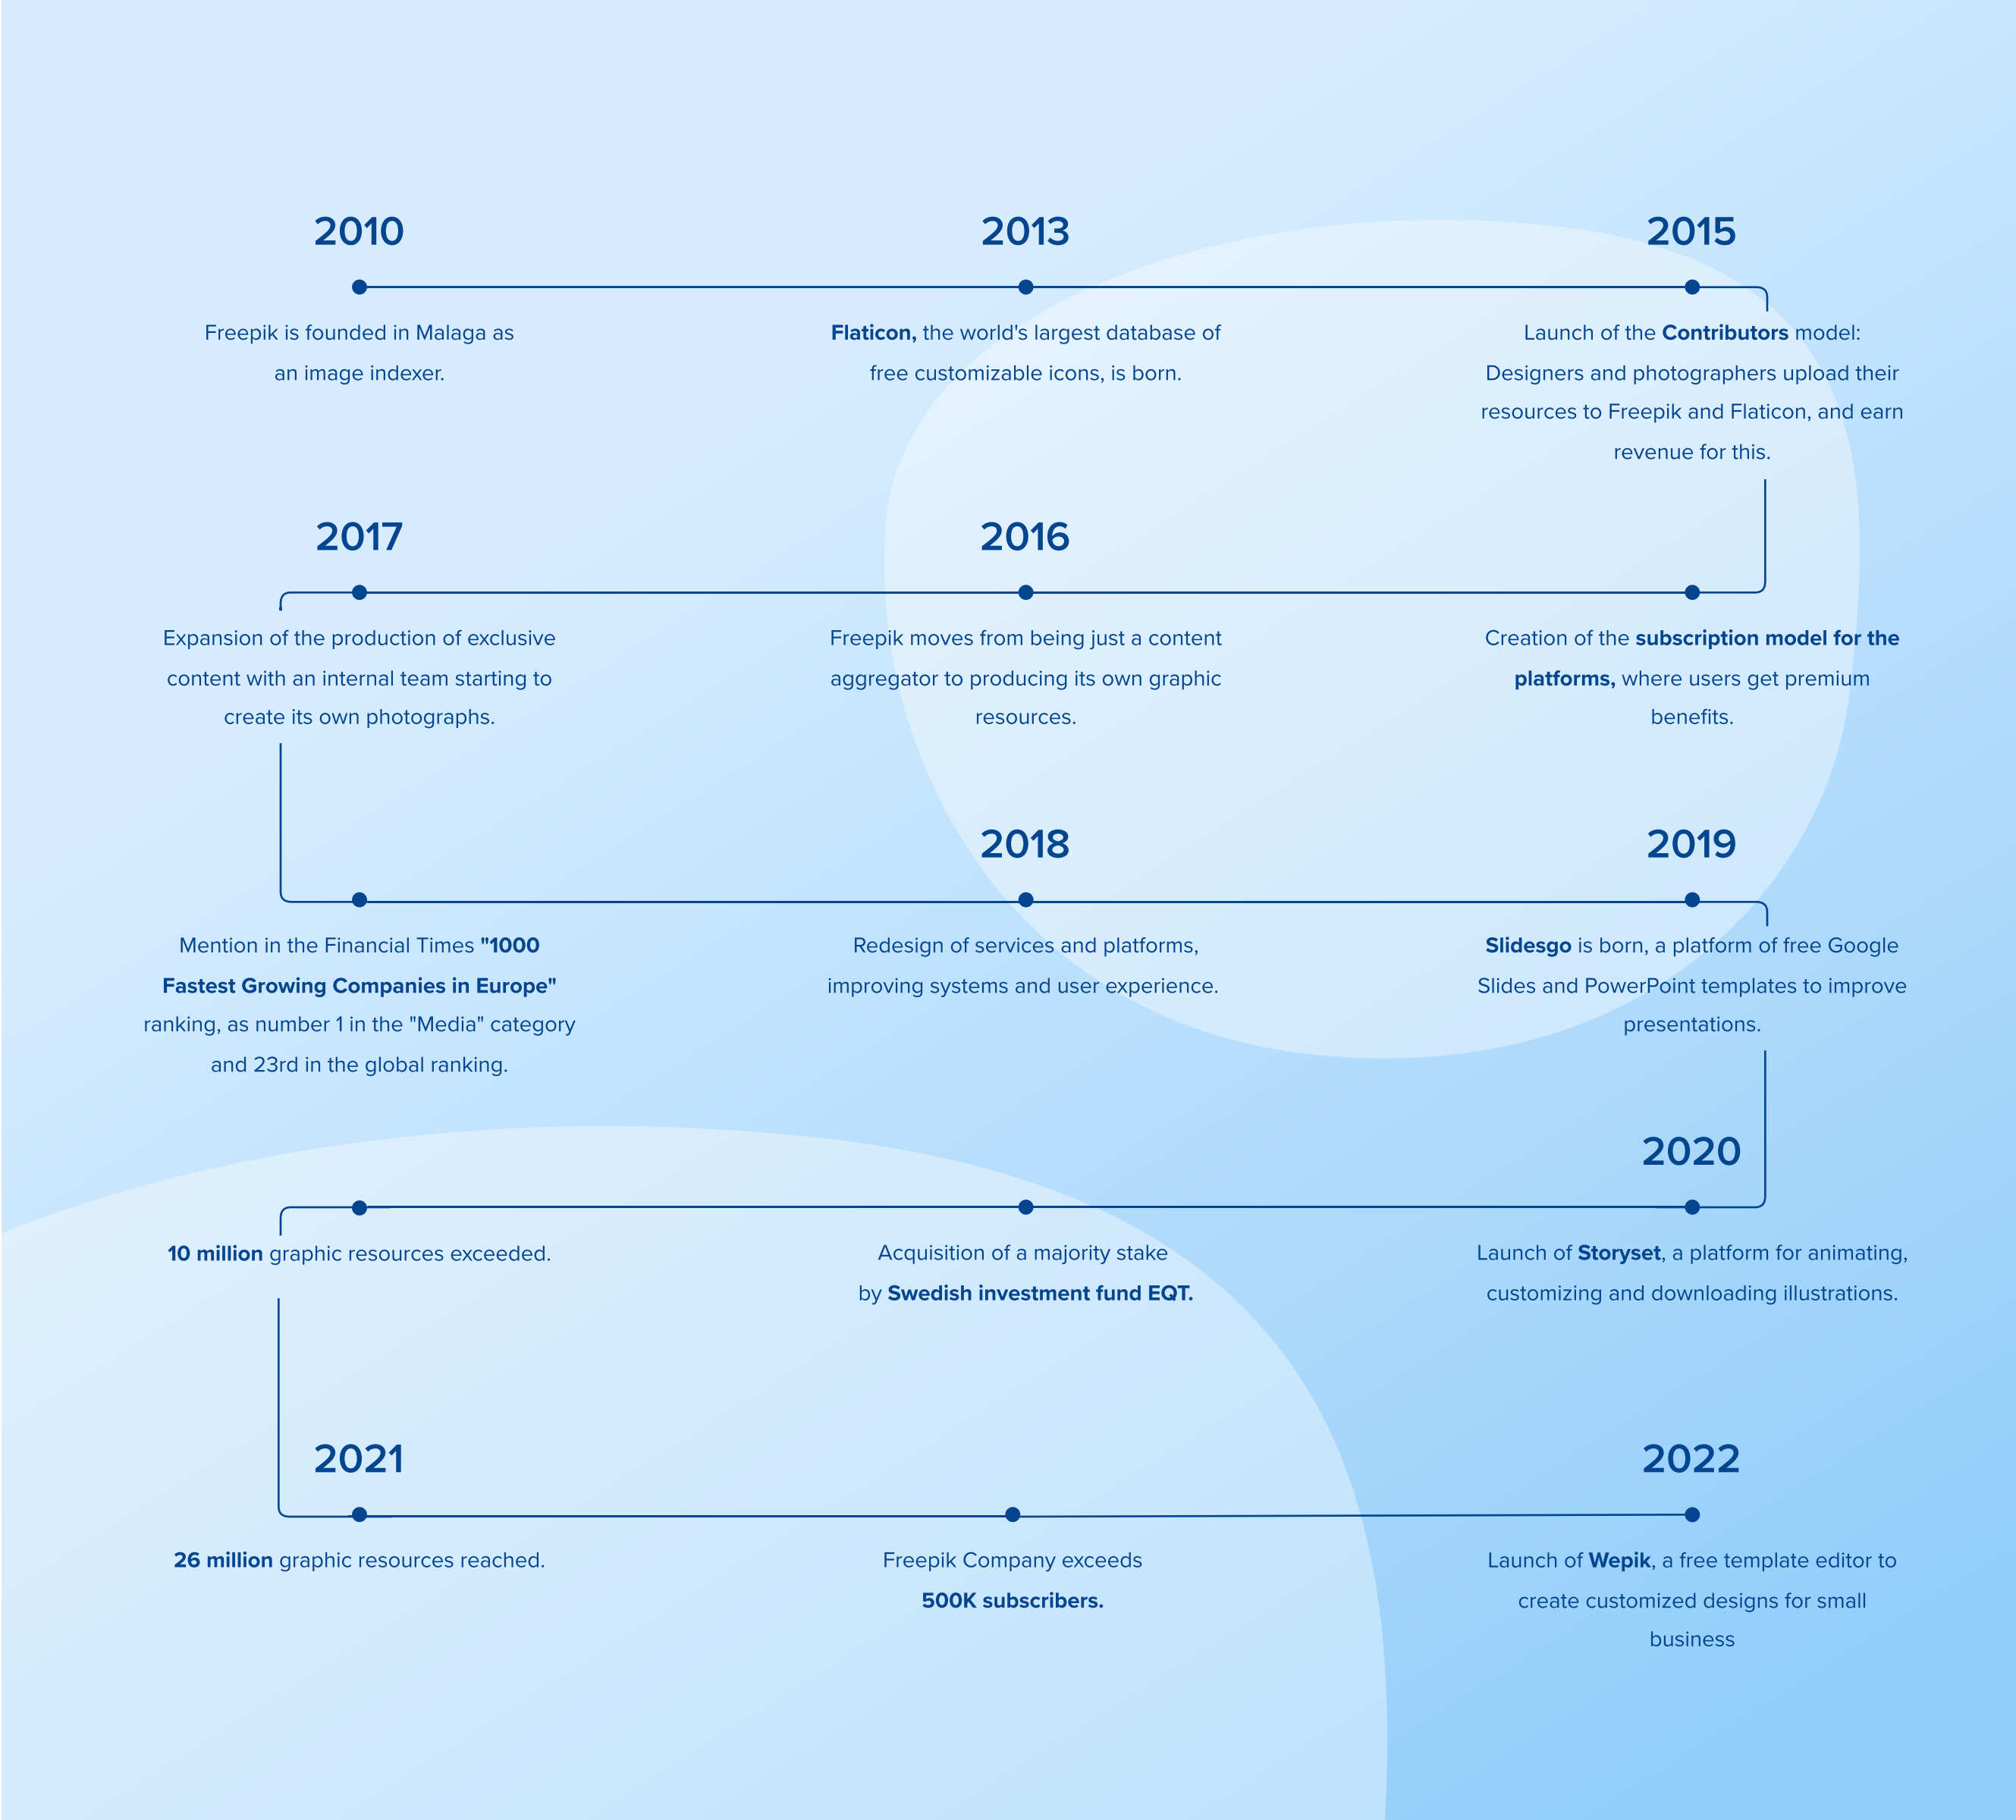 2010
2013
2015
Freepik is founded in Malaga as
an image indexer.
Flaticon, the world's largest database of
free customizable icons, is born.
Launch of the Contributors model:
Designers and photographers upload their
resources to Freepik and Flaticon, and earn
revenue for this.
2017
2016
Expansion of the production of exclusive
content with an internal team starting to
create its own photographs.
Freepik moves from being just a content
aggregator to producing its own graphic
resources.
Creation of the subscription model for the
platforms, where users get premium
benefits.
2018
2019
Mention in the Financial Times "1000
Fastest Growing Companies in Europe"
ranking, as number 1 in the "Media" category
and 23rd in the global ranking.
Redesign of services and platforms,
improving systems and user experience.
Slidesgo is born, a platform of free Google
Slides and PowerPoint templates to improve
presentations.
2020
10 million graphic resources exceeded.
Acquisition of a majority stake
by Swedish investment fund EQT.
Launch of Storyset, a platform for animating,
customizing and downloading illustrations.
2021
2022
26 million graphic resources reached.
Freepik Company exceeds
500K subscribers.
Launch of Wepik, a free template editor to
create customized designs for small
business